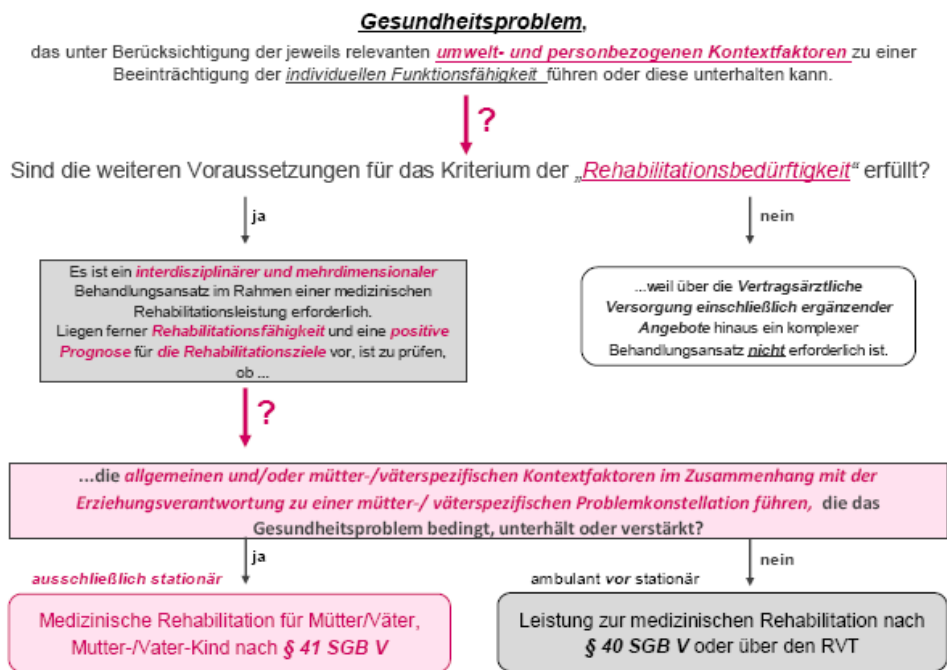 Gesundheitsproblem,
das unter Berücksichtigung der jeweils relevanten umwelt- und personbezogenen Kontextfaktoren zu einer
Beeinträchtigung der individuellen Funktionsfähigkeit führen oder diese unterhalten kann.
?
Sind die weiteren Voraussetzungen für das Kriterium der „Rehabilitationsbedürftigkeit“ erfüllt?
ja
nein
Es ist ein interdisziplinärer und mehrdimensionaler
Behandlungsansatz im Rahmen einer medizinischen
Rehabilitationsleistung erforderlich.
Liegen ferner Rehabilitationsfähigkeit und eine positive
Prognose für die Rehabilitationsziele vor, ist zu prüfen,
ob ...
...weil über die Vertragsärztliche
Versorgung einschließlich ergänzender
Angebote hinaus ein komplexer
Behandlungsansatz nicht erforderlich ist.
?
...die allgemeinen und/oder mütter-/väterspezifischen Kontextfaktoren im Zusammenhang mit der
Erziehungsverantwortung zu einer mütter-/ väterspezifischen Problemkonstellation führen, die das
Gesundheitsproblem bedingt, unterhält oder verstärkt?
ja
nein
ausschließlich stationär
ambulant vor stationär
Medizinische Rehabilitation für Mütter/Väter,
Mutter-/Vater-Kind nach § 41 SGB V
Leistung zur medizinischen Rehabilitation nach
§ 40 SGB V oder über den RVT